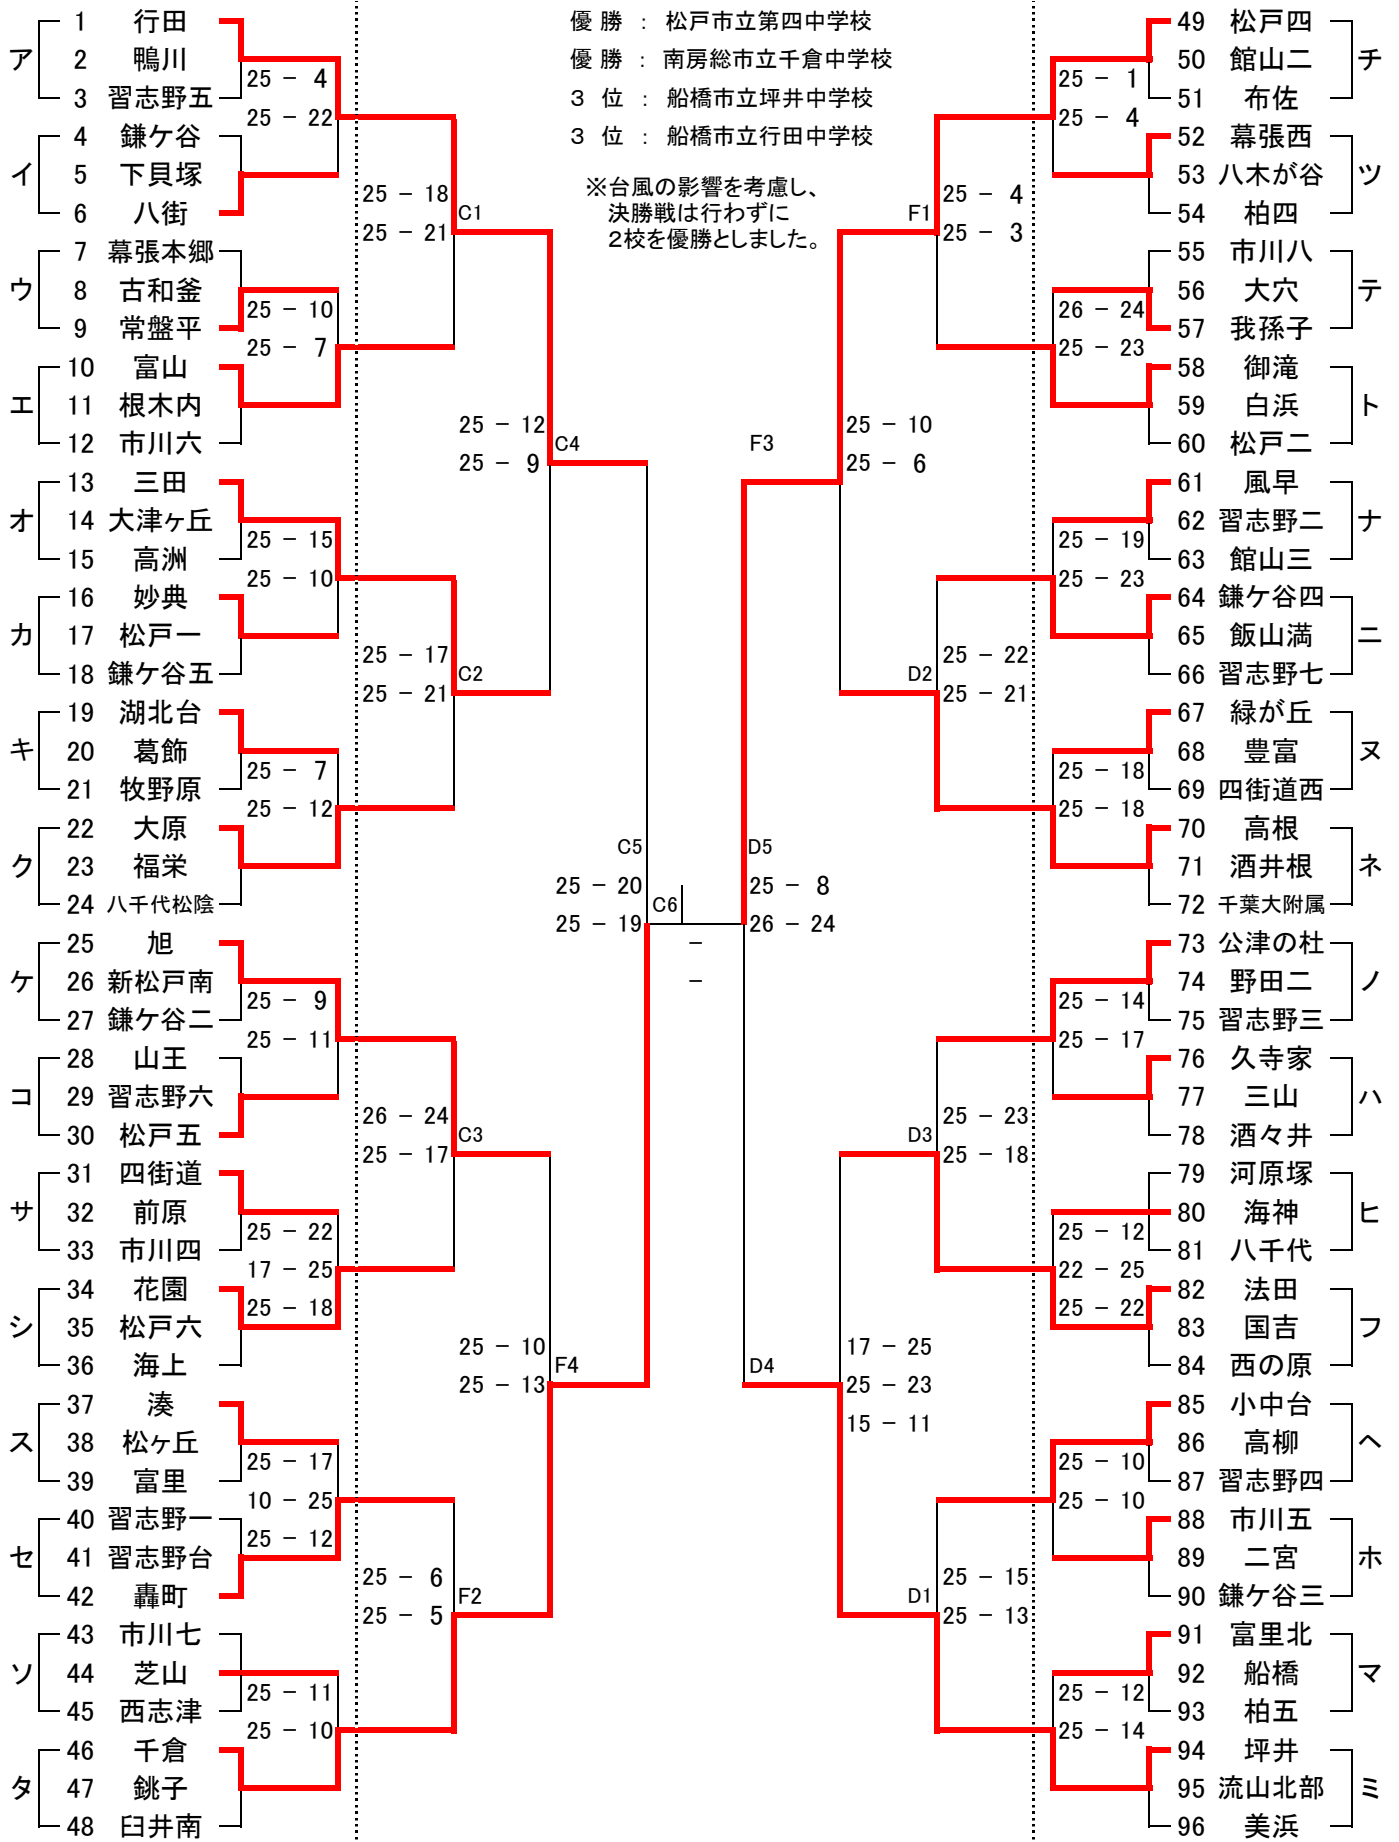 優 勝 ： 松戸市立第四中学校
優 勝 ： 南房総市立千倉中学校
3 位 ： 船橋市立坪井中学校
3 位 ： 船橋市立行田中学校
※台風の影響を考慮し、
決勝戦は行わずに
2校を優勝としました。
ア
1 行田
2 鴨川
3 習志野五
25 － 4
25 － 22
イ
4 鎌ケ谷
5 下貝塚
6 八街
25 － 18
25 － 21
C1
ウ
7 幕張本郷
8 古和釜
9 常盤平
25 － 10
25 － 7
エ
10 富山
11 根木内
12 市川六
25 － 12
25 － 9
C4
オ
13 三田
14 大津ヶ丘
15 高洲
25 － 15
25 － 10
カ
16 妙典
17 松戸一
18 鎌ケ谷五
25 － 17
25 － 21
C2
キ
19 湖北台
20 葛飾
21 牧野原
25 － 7
25 － 12
ク
22 大原
23 福栄
24 八千代松陰
C5
25 － 20
25 － 19
C6
－
－
ケ
25 旭
26 新松戸南
27 鎌ケ谷二
25 － 9
25 － 11
コ
28 山王
29 習志野六
30 松戸五
26 － 24
25 － 17
C3
サ
31 四街道
32 前原
33 市川四
25 － 22
17 － 25
25 － 18
シ
34 花園
35 松戸六
36 海上
25 － 10
25 － 13
F4
ス
37 湊
38 松ヶ丘
39 富里
25 － 17
10 － 25
25 － 12
セ
40 習志野一
41 習志野台
42 轟町
25 － 6
25 － 5
F2
ソ
43 市川七
44 芝山
45 西志津
25 － 11
25 － 10
タ
46 千倉
47 銚子
48 臼井南
49 松戸四
50 館山二
51 布佐
チ
25 － 1
25 － 4
52 幕張西
53 八木が谷
54 柏四
ツ
F1
25 － 4
25 － 3
55 市川八
56 大穴
57 我孫子
テ
26 － 24
25 － 23
58 御滝
59 白浜
60 松戸二
ト
F3
25 － 10
25 － 6
61 風早
62 習志野二
63 館山三
ナ
25 － 19
25 － 23
64 鎌ケ谷四
65 飯山満
66 習志野七
ニ
D2
25 － 22
25 － 21
67 緑が丘
68 豊富
69 四街道西
ヌ
25 － 18
25 － 18
70 高根
71 酒井根
72 千葉大附属
ネ
D5
25 － 8
26 － 24
73 公津の杜
74 野田二
75 習志野三
ノ
25 － 14
25 － 17
76 久寺家
77 三山
78 酒々井
ハ
D3
25 － 23
25 － 18
79 河原塚
80 海神
81 八千代
ヒ
25 － 12
22 － 25
25 － 22
82 法田
83 国吉
84 西の原
フ
D4
17 － 25
25 － 23
15 － 11
85 小中台
86 高柳
87 習志野四
ヘ
25 － 10
25 － 10
88 市川五
89 二宮
90 鎌ケ谷三
ホ
D1
25 － 15
25 － 13
91 富里北
92 船橋
93 柏五
マ
25 － 12
25 － 14
94 坪井
95 流山北部
96 美浜
ミ